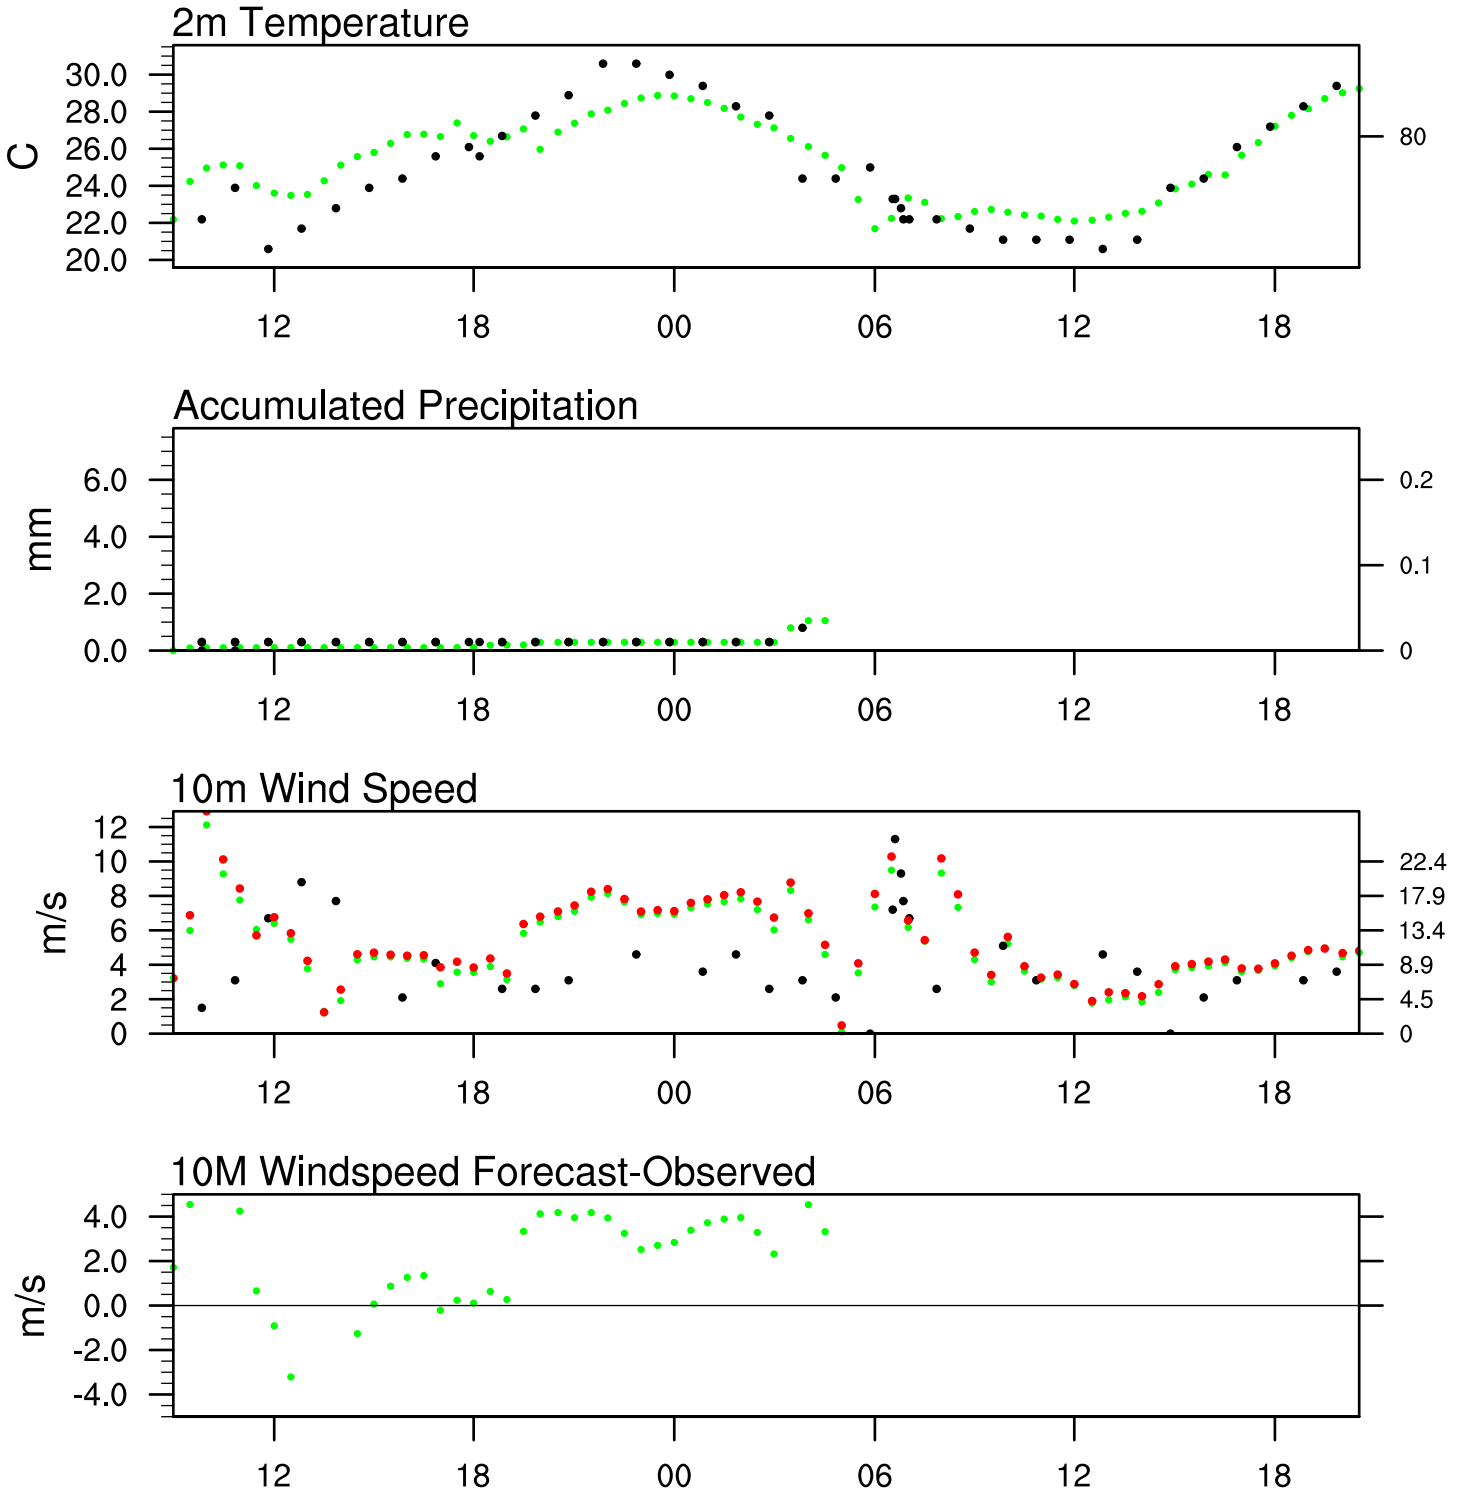 2m Temperature
30.0
28.0
26.0
24.0
22.0
20.0
C
80
12 18 00 06 12 18
Accumulated Precipitation
6.0
4.0
2.0
0.0
mm
0.2
0.1
0
12 18 00 06 12 18
10m Wind Speed
12
10
8
6
4
2
0
m/s
22.4
17.9
13.4
8.9
4.5
0
12 18 00 06 12 18
10M Windspeed Forecast-Observed
4.0
2.0
0.0
-2.0
-4.0
m/s
12 18 00 06 12 18